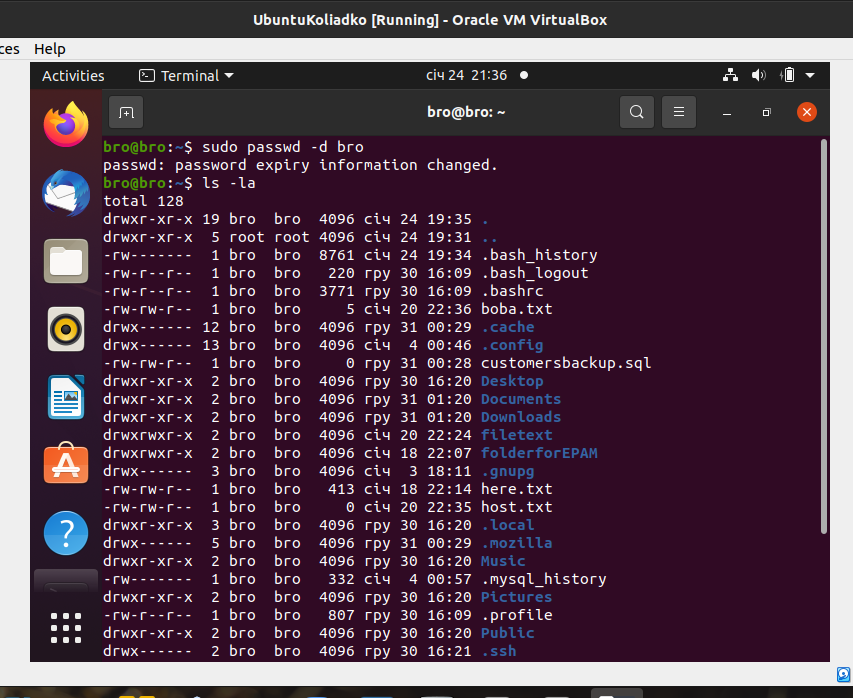 UbuntuKoliadko [Running] - Oracle VM VirtualBox
ces Help
Activities Terminal січ 24 21:36
bro@bro: ~
bro@bro:~$ sudo passwd -d bro
passwd: password expiry information changed.
bro@bro:~$ ls -la
total 128
drwxr-xr-x 19 bro bro 4096 січ 24 19:35 .
drwxr-xr-x 5 root root 4096 січ 24 19:31 ..
-rw------- 1 bro bro 8761 січ 24 19:34 .bash_history
-rw-r--r-- 1 bro bro 220 гру 30 16:09 .bash_logout
-rw-r--r-- 1 bro bro 3771 гру 30 16:09 .bashrc
-rw-rw-r-- 1 bro bro 5 січ 20 22:36 boba.txt
drwx------ 12 bro bro 4096 гру 31 00:29 .cache
drwx------ 13 bro bro 4096 січ 4 00:46 .config
-rw-rw-r-- 1 bro bro 0 гру 31 00:28 customersbackup.sql
drwxr-xr-x 2 bro bro 4096 гру 30 16:20 Desktop
drwxr-xr-x 2 bro bro 4096 гру 31 01:20 Documents
drwxr-xr-x 2 bro bro 4096 гру 31 01:20 Downloads
drwxrwxr-x 2 bro bro 4096 січ 20 22:24 filetext
drwxrwxr-x 2 bro bro 4096 січ 18 22:07 folderforEPAM
drwx------ 3 bro bro 4096 січ 3 18:11 .gnupg
-rw-rw-r-- 1 bro bro 413 січ 18 22:14 here.txt
-rw-rw-r-- 1 bro bro 0 січ 20 22:35 host.txt
drwxr-xr-x 3 bro bro 4096 гру 30 16:20 .local
drwx------ 5 bro bro 4096 гру 31 00:29 .mozilla
drwxr-xr-x 2 bro bro 4096 гру 30 16:20 Music
-rw------- 1 bro bro 332 січ 4 00:57 .mysql_history
drwxr-xr-x 2 bro bro 4096 гру 30 16:20 Pictures
-rw-r--r-- 1 bro bro 807 гру 30 16:09 .profile
drwxr-xr-x 2 bro bro 4096 гру 30 16:20 Public
drwx------ 2 bro bro 4096 гру 30 16:21 .ssh